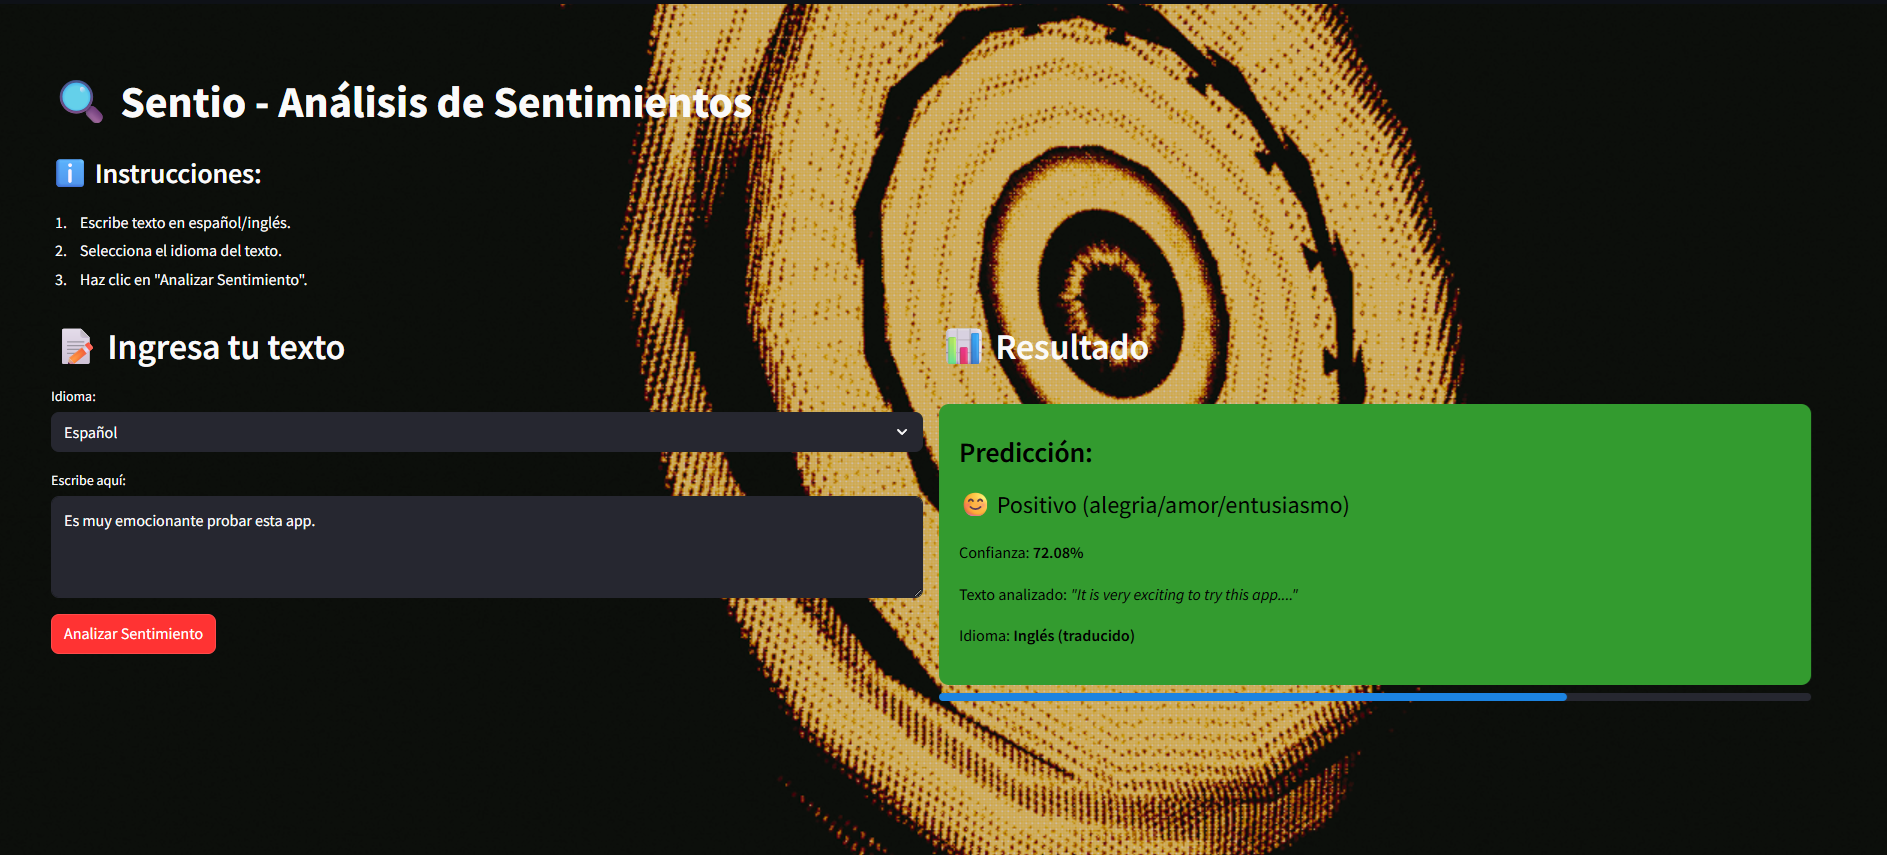 Sentio - Análisis de Sentimientos
Instrucciones:
1. Escribe texto en español/inglés.
2. Selecciona el idioma del texto.
3. Haz clic en "Analizar Sentimiento".
Ingresa tu texto
Idioma:
Español
Escribe aquí:
Es muy emocionante probar esta app.
Analizar Sentimiento
Resultado
Predicción:
😊 Positivo (alegria/amor/entusiasmo)
Confianza: 72.08%
Texto analizado: "It is very exciting to try this app...."
Idioma: Inglés (traducido)